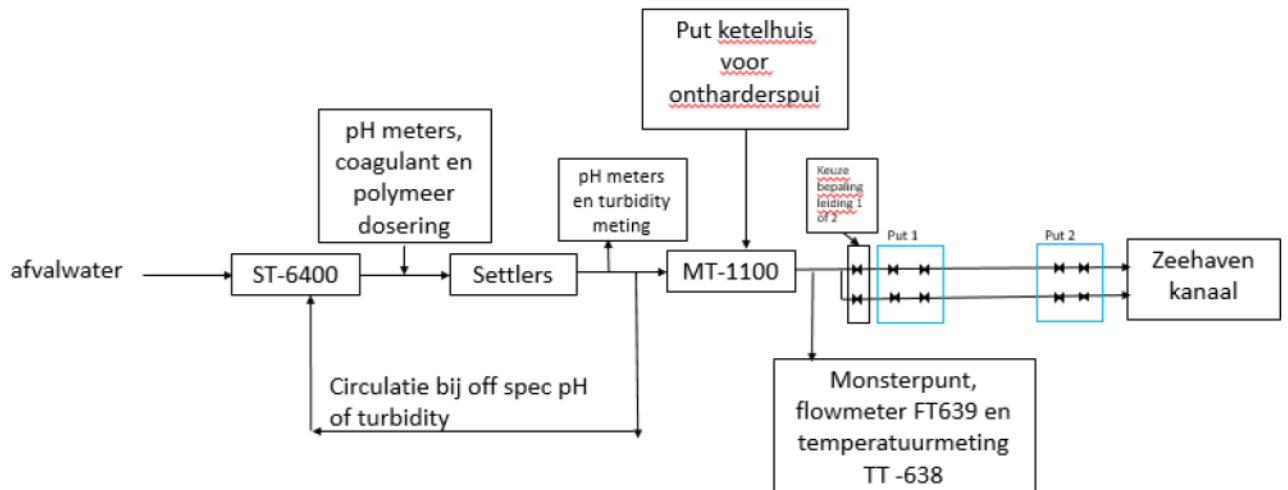 Put ketelhuis
voor
ontharderspui
pH meters,
coagulant en
polymeer
dosering
pH meters
en turbidity
meting
Keuze
bepaling
leiding 1
of 2
Put 1
Put 2
afvalwater
ST-6400
Settlers
MT-1100
Zeehaven
kanaal
Circulatie bij off spec pH
of turbidity
Monsterpunt,
flowmeter FT639 en
temperatuurmeting
TT -638